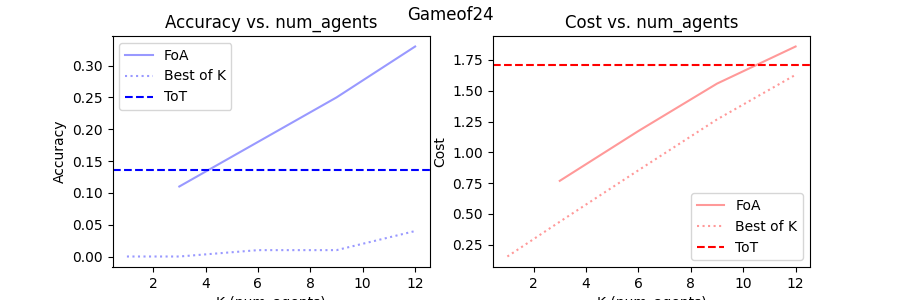 Gameof24
Accuracy vs. num_agents
Accuracy
0.30
0.25
0.20
0.15
0.10
0.05
0.00
FoA
Best of K
ToT
2 4 6 8 10 12
K (num_agents)
Cost vs. num_agents
Cost
1.75
1.50
1.25
1.00
0.75
0.50
0.25
FoA
Best of K
ToT
2 4 6 8 10 12
K (num_agents)